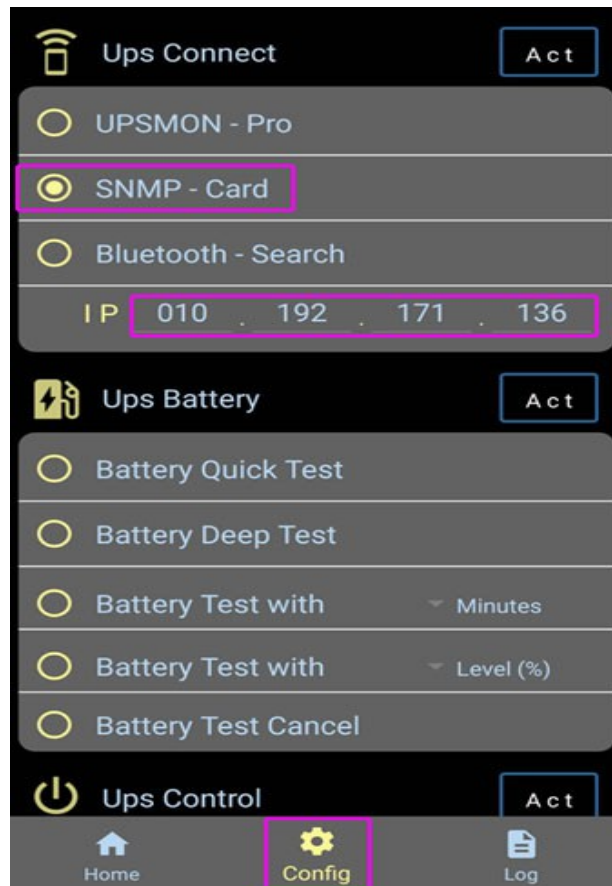 Ups Connect Act
UPSMON - Pro
SNMP - Card
Bluetooth - Search
IP 010 . 192 . 171 . 136
Ups Battery Act
Battery Quick Test
Battery Deep Test
Battery Test with Minutes
Battery Test with Level (%)
Battery Test Cancel
Ups Control Act
Home Config Log